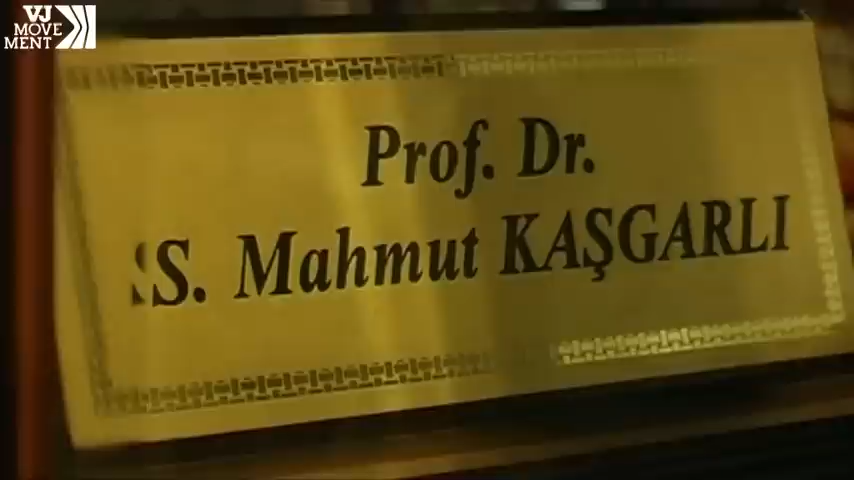 VJ
MOVE
MENT
Prof. Dr.
S. Mahmut KAŞGARLI